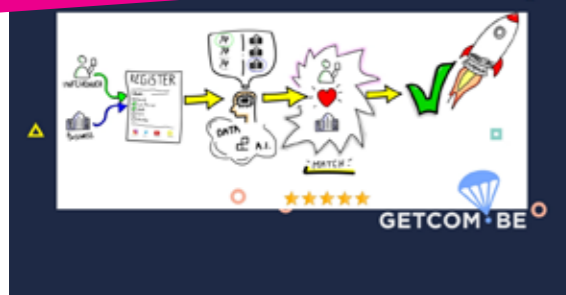 INFLUENCER
BUSINESS
REGISTER
DATA
A.I.
MATCH
GETCOM·BE